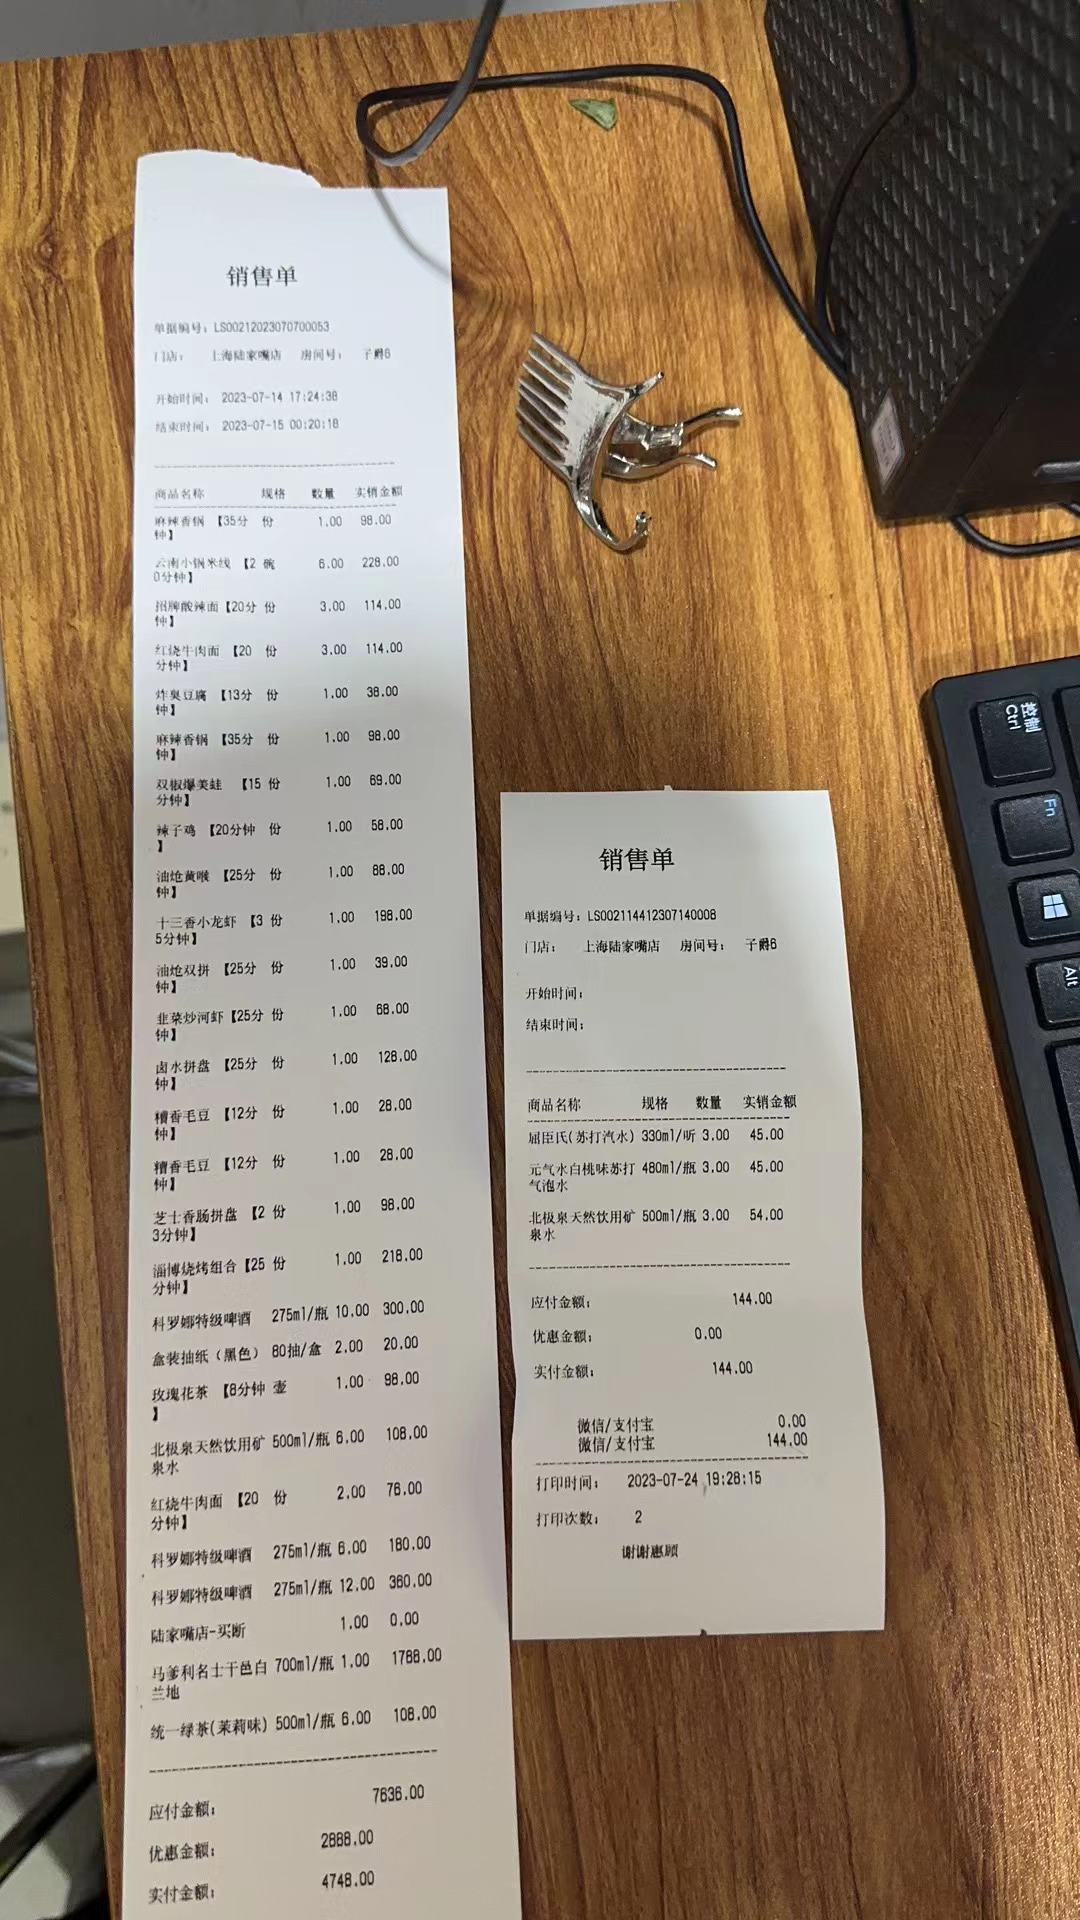 销售单
单据编号：LS00212023070700053
门店： 上海陆家嘴店 房间号： 子爵6
开始时间： 2023-07-14 17:24:38
结束时间： 2023-07-15 00:20:18
商品名称 规格 数量 实销金额
麻辣香锅 【35分 份 1.00 98.00
钟】
云南小锅米线 【2 碗 6.00 228.00
0分钟】
招牌酸辣面【20分 份 3.00 114.00
钟】
红烧牛肉面 【20 份 3.00 114.00
分钟】
炸臭豆腐 【13分 份 1.00 38.00
钟】
麻辣香锅 【35分 份 1.00 98.00
钟】
双椒爆美蛙 【15 份 1.00 69.00
分钟】
辣子鸡 【20分钟 份 1.00 58.00
】
油炝黄喉 【25分 份 1.00 88.00
钟】
十三香小龙虾 【3 份 1.00 198.00
5分钟】
油炝双拼 【25分 份 1.00 39.00
钟】
韭菜炒河虾【25分 份 1.00 68.00
钟】
卤水拼盘 【25分 份 1.00 128.00
钟】
糟香毛豆 【12分 份 1.00 28.00
钟】
糟香毛豆 【12分 份 1.00 28.00
钟】
芝士香肠拼盘 【2 份 1.00 98.00
3分钟】
淄博烧烤组合【25 份 1.00 218.00
分钟】
科罗娜特级啤酒 275ml/瓶 10.00 300.00
盒装抽纸（黑色） 80抽/盒 2.00 20.00
玫瑰花茶 【8分钟 壶 1.00 98.00
】
北极泉天然饮用矿 500ml/瓶 6.00 108.00
泉水
红烧牛肉面 【20 份 2.00 76.00
分钟】
科罗娜特级啤酒 275ml/瓶 6.00 180.00
科罗娜特级啤酒 275ml/瓶 12.00 360.00
陆家嘴店-买断 1.00 0.00
马爹利名士干邑白 700ml/瓶 1.00 1788.00
兰地
统一绿茶(茉莉味) 500ml/瓶 6.00 108.00
应付金额： 7636.00
优惠金额： 2888.00
实付金额： 4748.00
销售单
单据编号：LS002114412307140008
门店： 上海陆家嘴店 房间号： 子爵6
开始时间：
结束时间：
商品名称 规格 数量 实销金额
屈臣氏(苏打汽水) 330ml/听 3.00 45.00
元气水白桃味苏打 480ml/瓶 3.00 45.00
气泡水
北极泉天然饮用矿 500ml/瓶 3.00 54.00
泉水
应付金额： 144.00
优惠金额： 0.00
实付金额： 144.00
微信/支付宝 0.00
微信/支付宝 144.00
打印时间： 2023-07-24 19:28:15
打印次数： 2
谢谢惠顾
控制
Ctrl
Fn
Alt